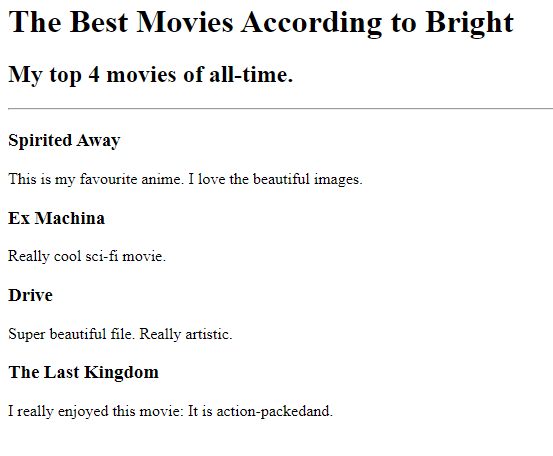 The Best Movies According to Bright
My top 4 movies of all-time.
Spirited Away
This is my favourite anime. I love the beautiful images.
Ex Machina
Really cool sci-fi movie.
Drive
Super beautiful file. Really artistic.
The Last Kingdom
I really enjoyed this movie: It is action-packedand.